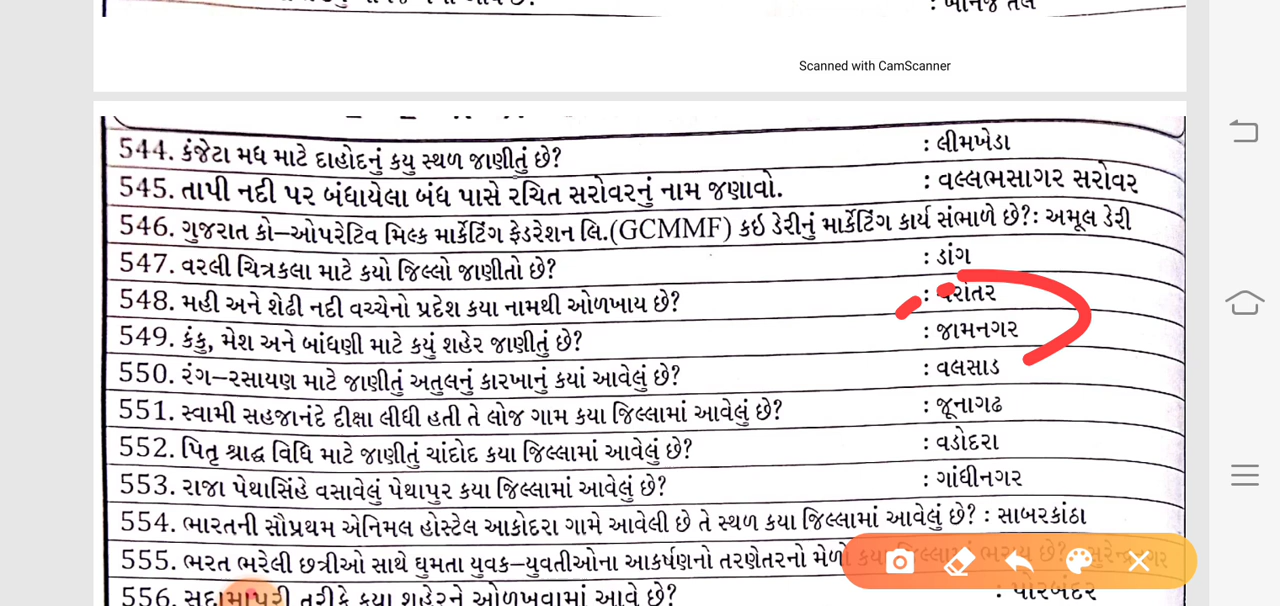 : ખનિજ તેલ
Scanned with CamScanner
544. કંજેટા મધ માટે દાહોદનું કયુ સ્થળ જાણીતું છે? : લીમખેડા
545. તાપી નદી પર બંધાયેલા બંધ પાસે રચિત સરોવરનું નામ જણાવો. : વલ્લભસાગર સરોવર
546. ગુજરાત કો–ઓપરેટિવ મિલ્ક માર્કેટિંગ ફેડરેશન લિ.(GCMMF) કઇ ડેરીનું માર્કેટિંગ કાર્ય સંભાળે છે?: અમૂલ ડેરી
547. વરલી ચિત્રકલા માટે કયો જિલ્લો જાણીતો છે? : ડાંગ
548. મહી અને શેઢી નદી વચ્ચેનો પ્રદેશ કયા નામથી ઓળખાય છે? : ચરોતર
549. કંકુ, મેશ અને બાંધણી માટે કયું શહેર જાણીતું છે? : જામનગર
550. રંગ–રસાયણ માટે જાણીતું અતુલનું કારખાનું કયાં આવેલું છે? : વલસાડ
551. સ્વામી સહજાનંદે દીક્ષા લીધી હતી તે લોજ ગામ કયા જિલ્લામાં આવેલું છે? : જૂનાગઢ
552. પિતૃ શ્રાદ્ધ વિધિ માટે જાણીતું ચાંદોદ કયા જિલ્લામાં આવેલું છે? : વડોદરા
553. રાજા પેથાસિંહે વસાવેલું પેથાપુર કયા જિલ્લામાં આવેલું છે? : ગાંધીનગર
554. ભારતની સૌપ્રથમ એનિમલ હોસ્ટેલ આકોદરા ગામે આવેલી છે તે સ્થળ કયા જિલ્લામાં આવેલું છે? : સાબરકાંઠા
555. ભરત ભરેલી છત્રીઓ સાથે ઘુમતા યુવક–યુવતીઓના આકર્ષણનો તરણેતરનો મેળો કયા જિલ્લામાં ભરાય છે? : સુરેન્દ્રનગર
556. સુદામાપુરી તરીકે કયા શહેરને ઓળખવામાં આવે છે? : પોરબંદર